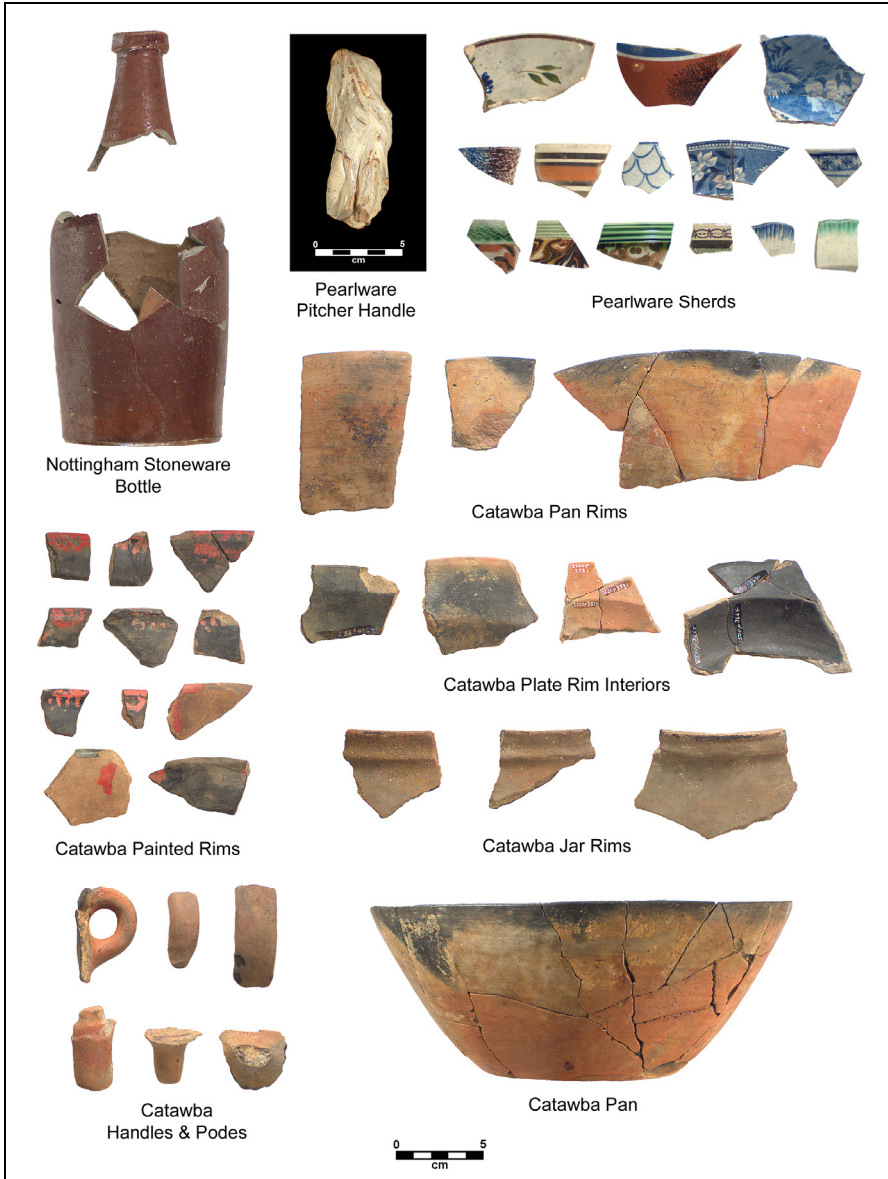 0 5
cm
Pearlware
Pitcher Handle
Pearlware Sherds
Nottingham Stoneware
Bottle
Catawba Pan Rims
Catawba Plate Rim Interiors
Catawba Painted Rims
Catawba Jar Rims
Catawba
Handles & Podes
Catawba Pan
0 5
cm